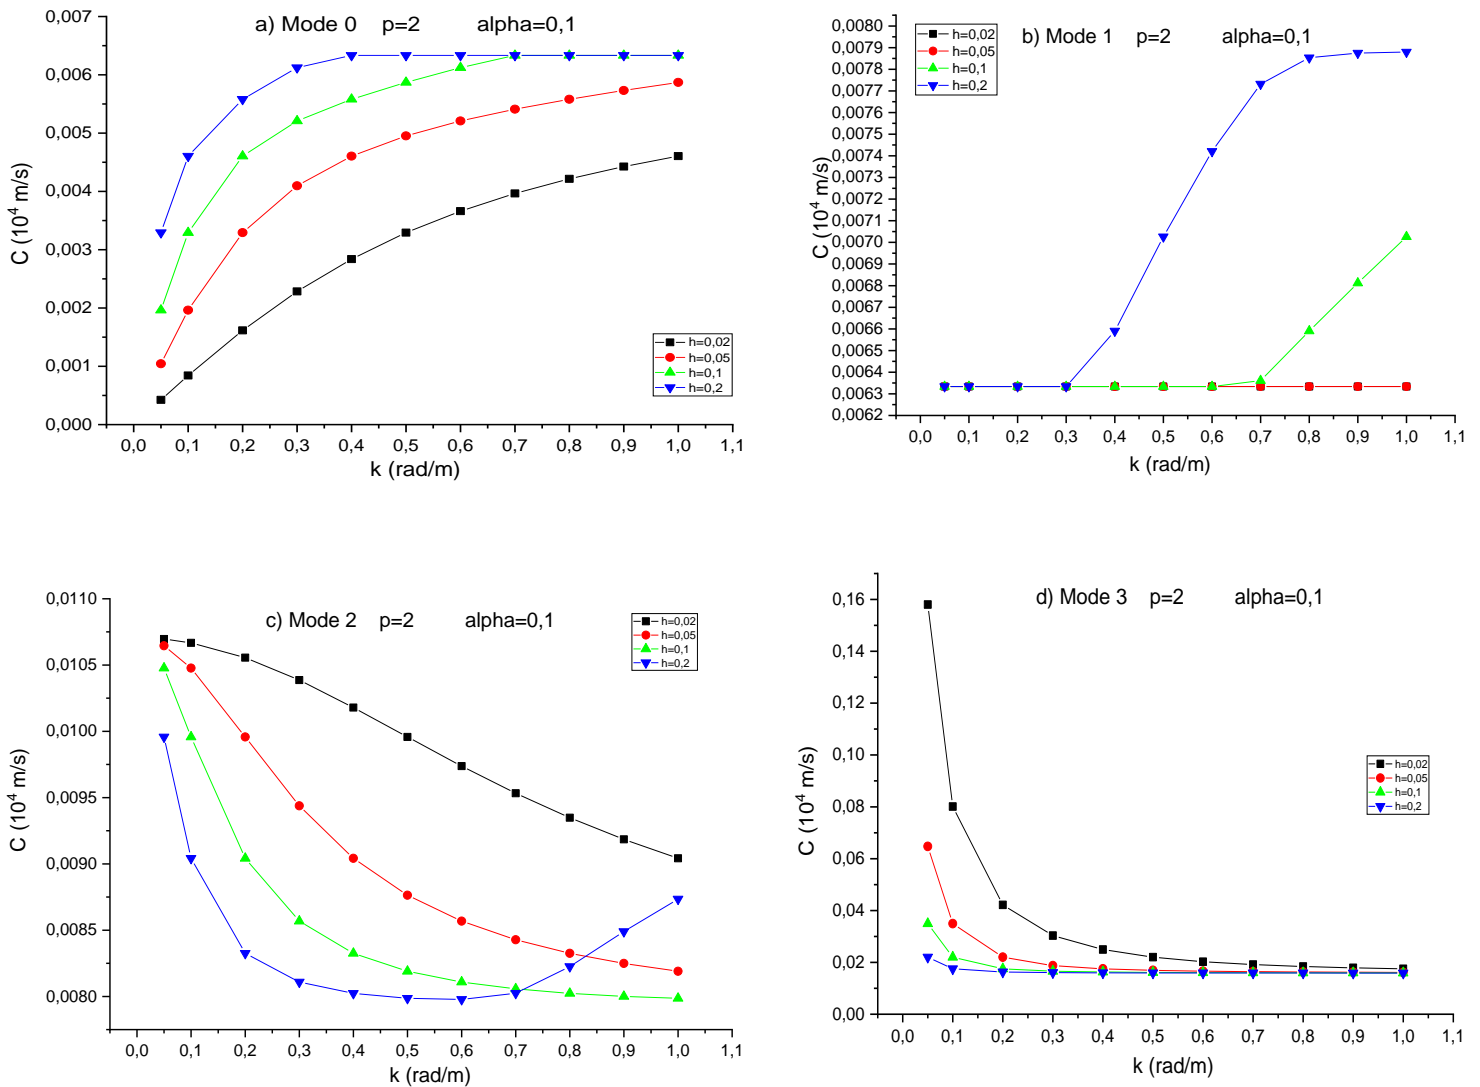 a) Mode 0 p=2 alpha=0,1
C (10⁴ m/s)
0,007
0,006
0,005
0,004
0,003
0,002
0,001
0,000
h=0,02
h=0,05
h=0,1
h=0,2
0,0 0,1 0,2 0,3 0,4 0,5 0,6 0,7 0,8 0,9 1,0 1,1
k (rad/m)
b) Mode 1 p=2 alpha=0,1
C (10⁴ m/s)
h=0,02
h=0,05
h=0,1
h=0,2
0,0080
0,0079
0,0078
0,0076
0,0075
0,0074
0,0072
0,0071
0,0070
0,0069
0,0067
0,0066
0,0064
0,0063
0,0062
0,0 0,1 0,2 0,3 0,4 0,5 0,6 0,7 0,8 0,9 1,0 1,1
k (rad/m)
c) Mode 2 p=2 alpha=0,1
C (10⁴ m/s)
0,0110
0,0105
0,0100
0,0095
0,0090
0,0085
0,0080
h=0,02
h=0,05
h=0,1
h=0,2
0,0 0,1 0,2 0,3 0,4 0,5 0,6 0,7 0,8 0,9 1,0 1,1
k (rad/m)
d) Mode 3 p=2 alpha=0,1
C (10⁴ m/s)
0,16
0,14
0,12
0,10
0,08
0,06
0,04
0,02
0,00
h=0,02
h=0,05
h=0,1
h=0,2
0,0 0,1 0,2 0,3 0,4 0,5 0,6 0,7 0,8 0,9 1,0 1,1
k (rad/m)